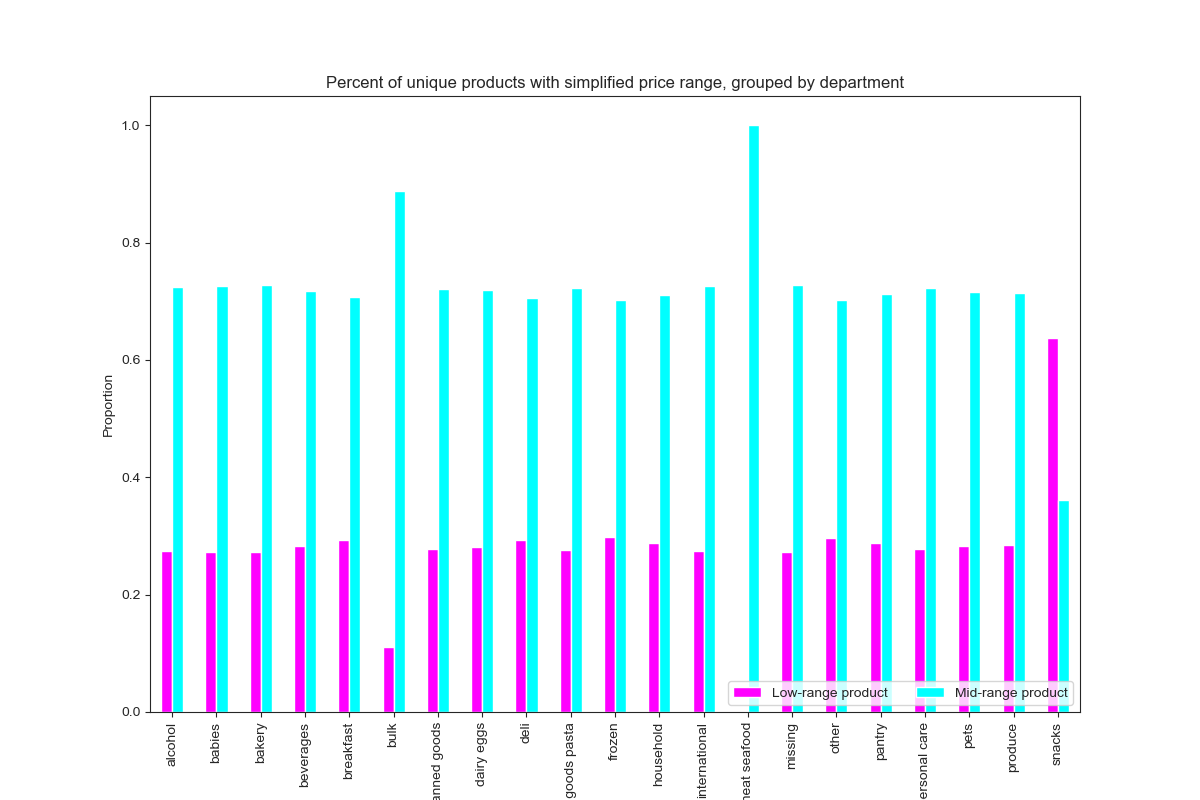 Percent of unique products with simplified price range, grouped by department
1.0
0.8
0.6
0.4
0.2
0.0
Proportion
Low-range product
Mid-range product
alcohol
babies
bakery
beverages
breakfast
bulk
anned goods
dairy eggs
deli
goods pasta
frozen
household
international
seafood
missing
other
pantry
ersonal care
pets
produce
snacks